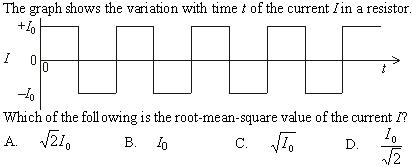 The graph shows the variation with time t of the current I in a resistor.
+I₀
I 0
0
t
–I₀
Which of the following is the root-mean-square value of the current I?
A. √2I₀ B. I₀ C. √I₀ D. I₀/√2